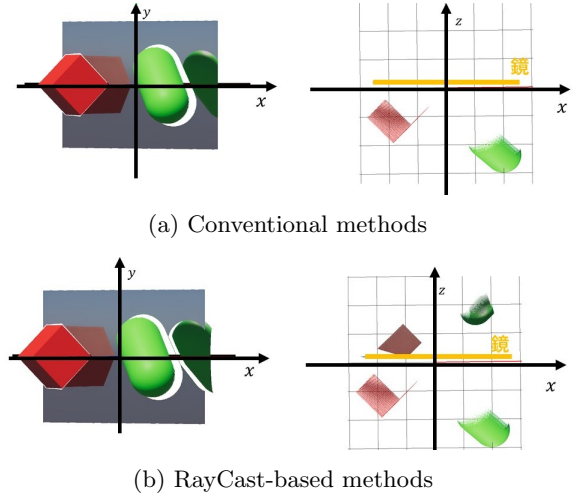 y
x
z
鏡
x
(a) Conventional methods
y
x
z
鏡
x
(b) RayCast-based methods